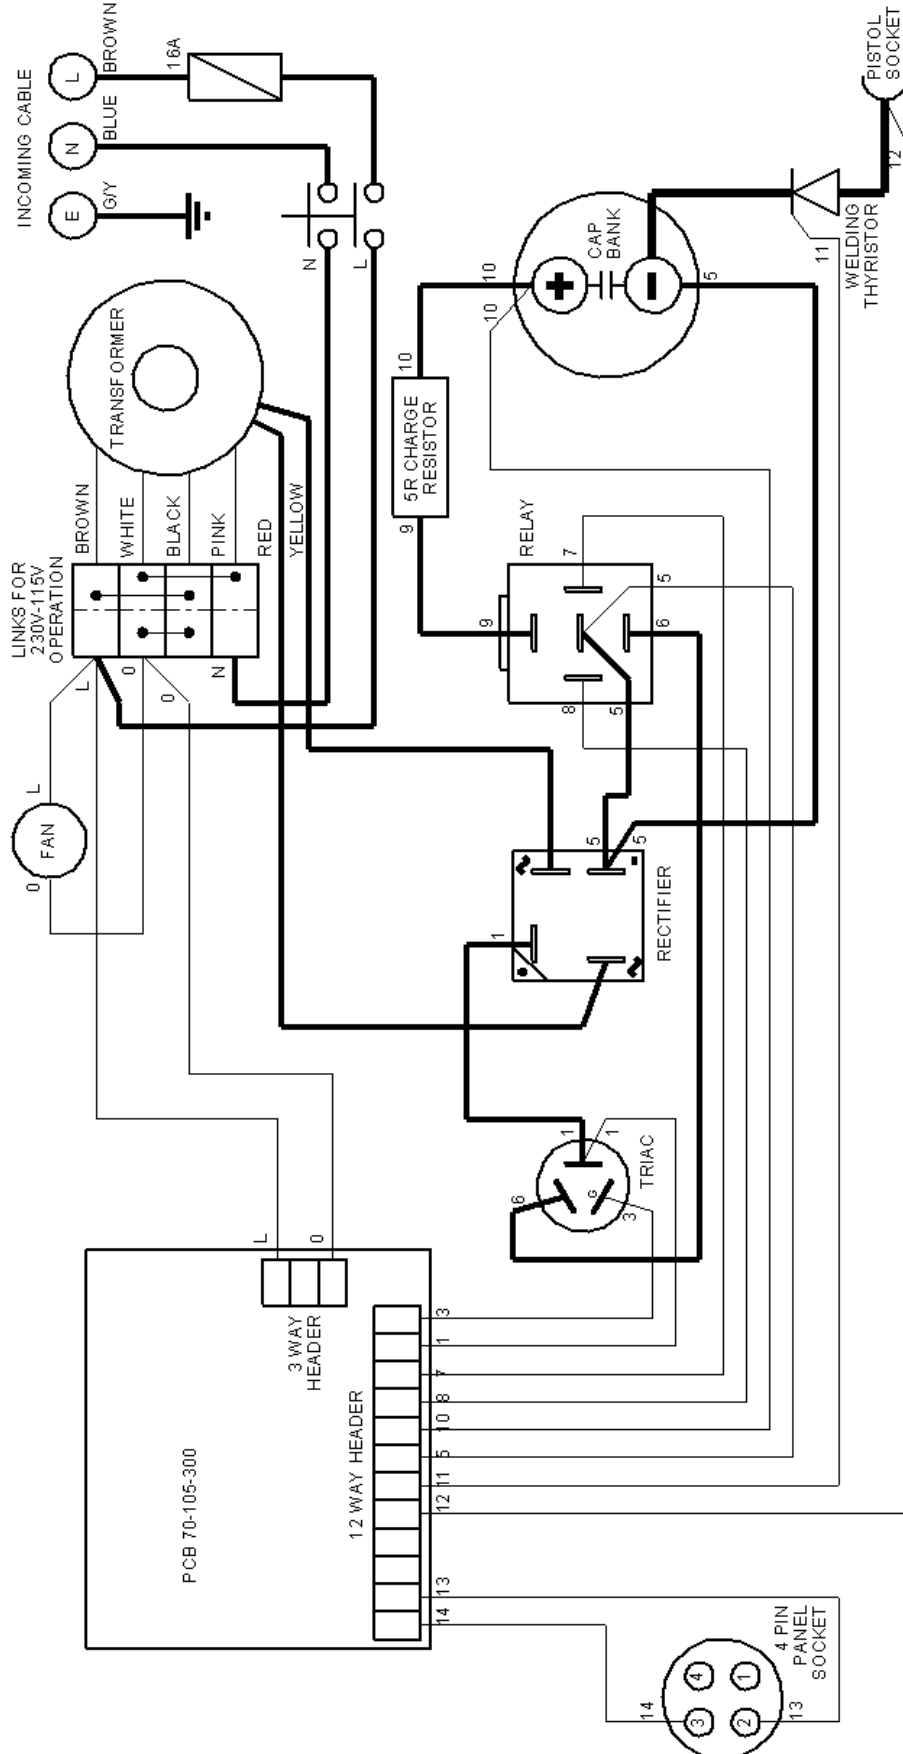 INCOMING CABLE
E
N
L
G/Y
BLUE
BROWN
16A
N
L
TRANSFORMER
LINKS FOR
230V-115V
OPERATION
BROWN
WHITE
BLACK
PINK
RED
YELLOW
L
0
0
N
FAN
0
L
PISTOL
SOCKET
12
WELDING
THYRISTOR
11
CAP
BANK
+
-
10
10
5
5R CHARGE
RESISTOR
10
9
RELAY
9
7
5
6
8
5
RECTIFIER
1
5
5
~
~
-
TRIAC
1
1
6
G
3
PCB 70-105-300
3 WAY
HEADER
L
0
12 WAY HEADER
14
13
12
11
5
10
8
7
1
3
4 PIN
PANEL
SOCKET
14
13
3
4
2
1